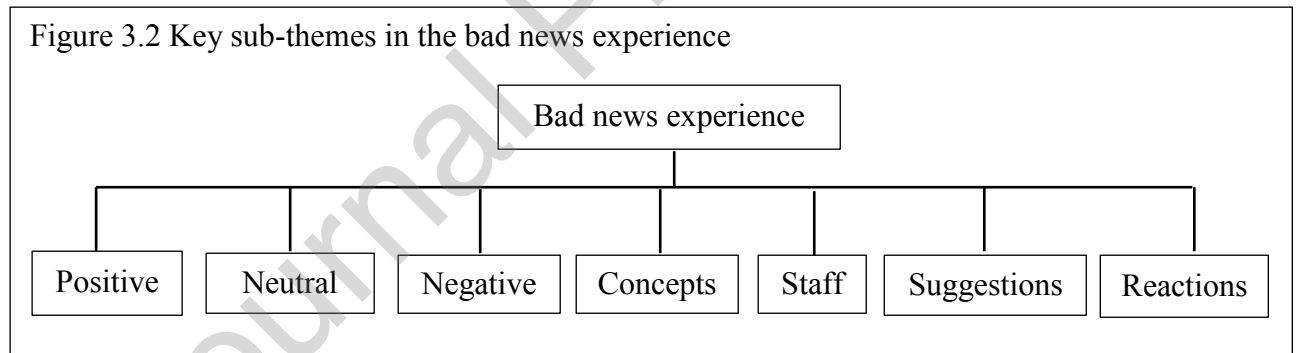 Figure 3.2 Key sub-themes in the bad news experience
Bad news experience
Positive Neutral Negative Concepts Staff Suggestions Reactions